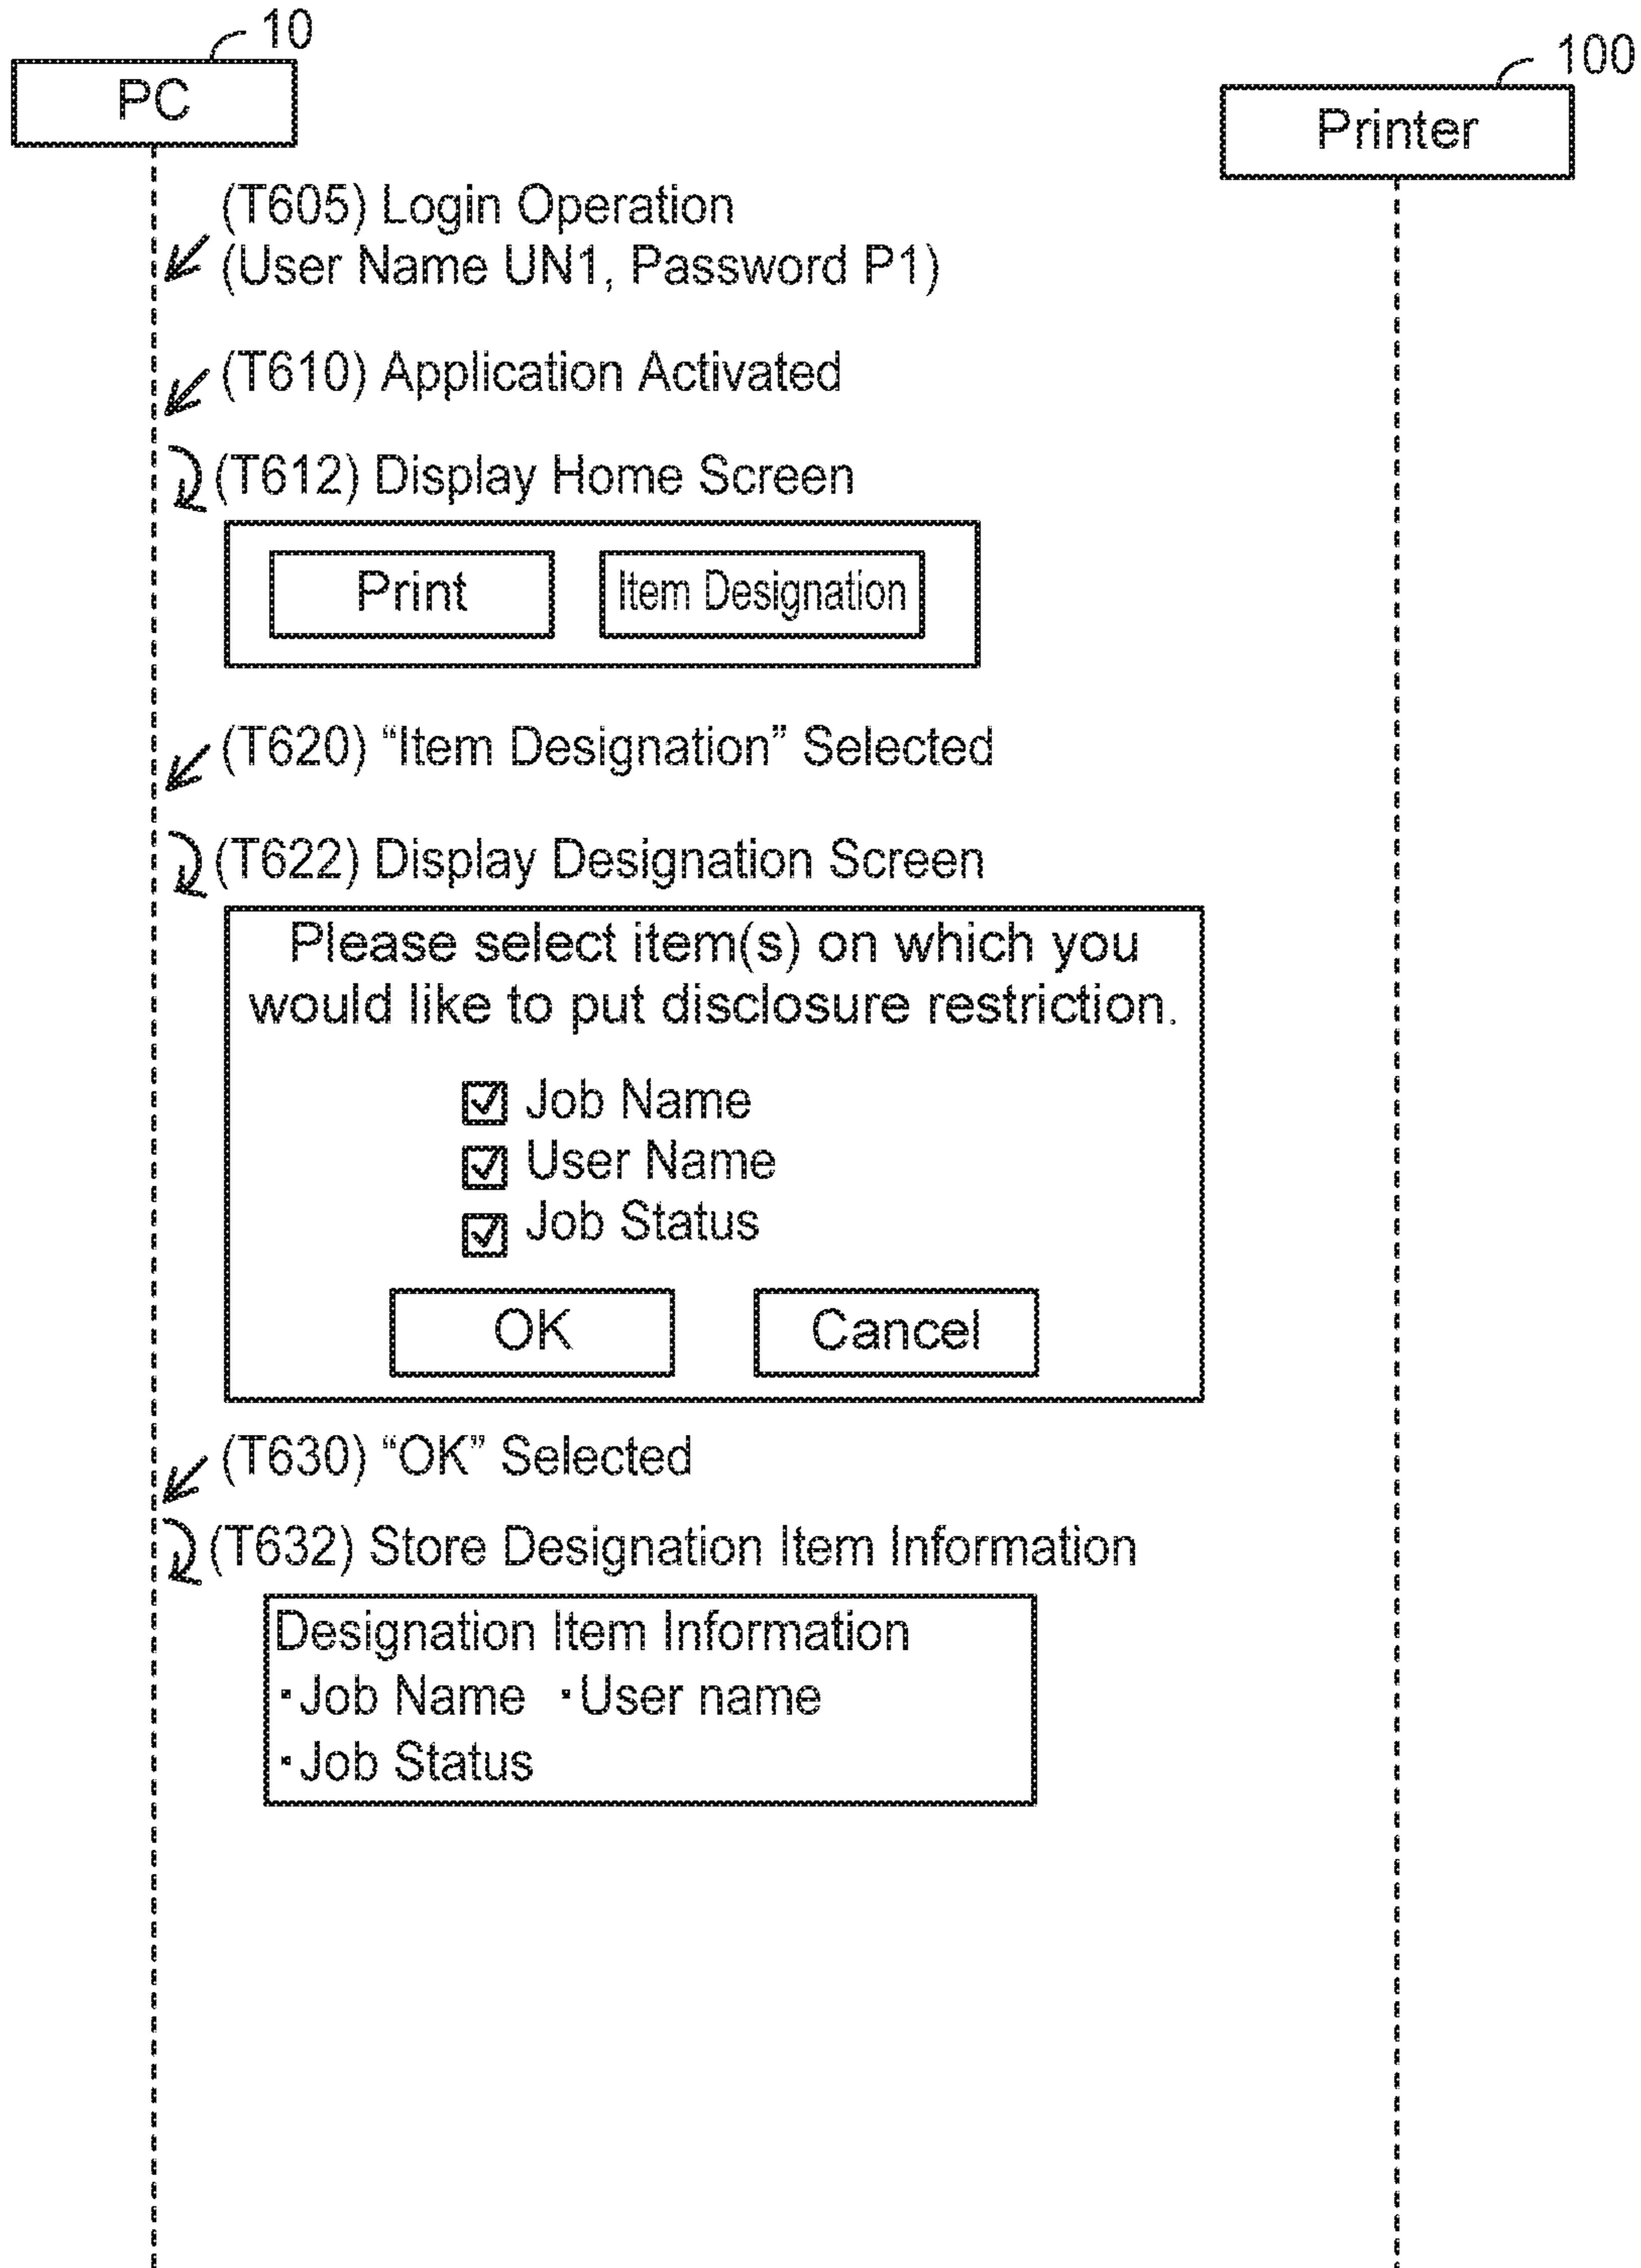 10
PC
100
Printer
(T605) Login Operation
(User Name UN1, Password P1)
(T610) Application Activated
(T612) Display Home Screen
Print
Item Designation
(T620) “Item Designation” Selected
(T622) Display Designation Screen
Please select item(s) on which you
would like to put disclosure restriction.
Job Name
User Name
Job Status
OK
Cancel
(T630) “OK” Selected
(T632) Store Designation Item Information
Designation Item Information
·Job Name ·User name
·Job Status